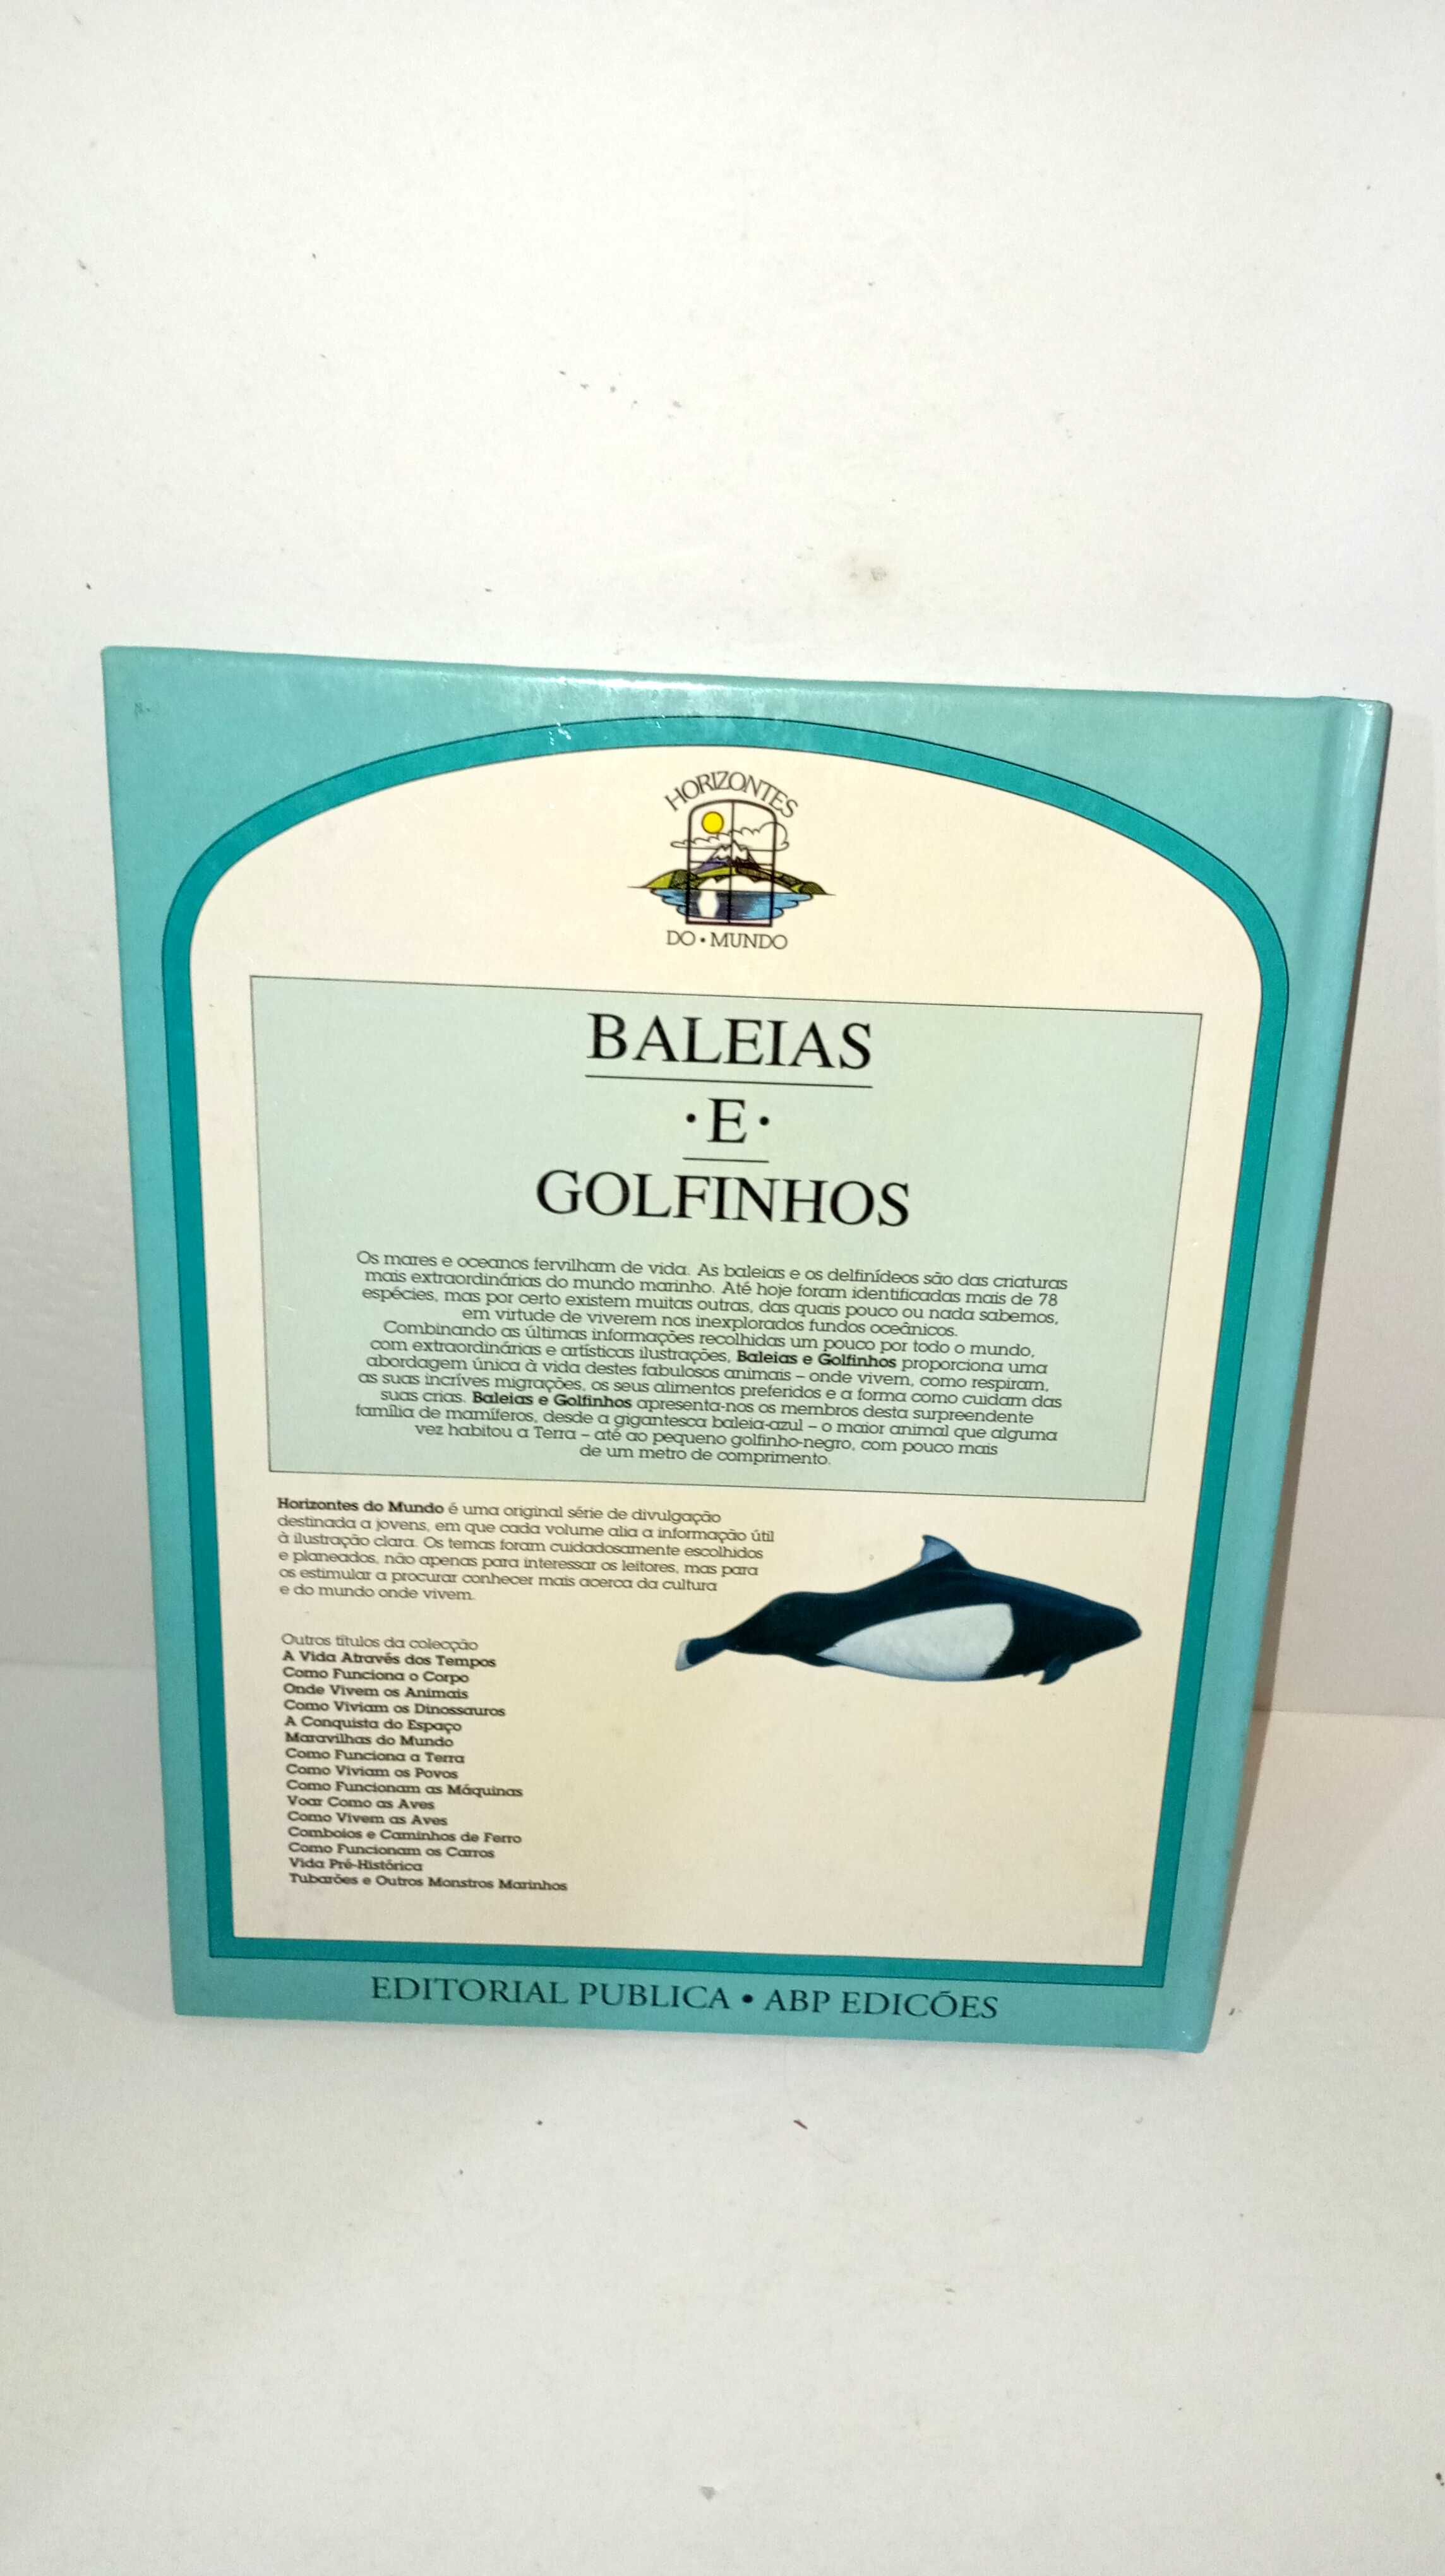 HORIZONTES
DO • MUNDO
BALEIAS
• E •
GOLFINHOS
Os mares e oceanos fervilham de vida. As baleias e os delfinídeos são das criaturas
mais extraordinárias do mundo marinho. Até hoje foram identificadas mais de 78
espécies, mas por certo existem muitas outras, das quais pouco ou nada sabemos,
em virtude de viverem nos inexplorados fundos oceânicos.
Combinando as últimas informações recolhidas um pouco por todo o mundo,
com extraordinárias e artísticas ilustrações, Baleias e Golfinhos proporciona uma
abordagem única à vida destes fabulosos animais – onde vivem, como respiram,
as suas incríves migrações, os seus alimentos preferidos e a forma como cuidam das
suas crias. Baleias e Golfinhos apresenta-nos os membros desta surpreendente
família de mamíferos, desde a gigantesca baleia-azul – o maior animal que alguma
vez habitou a Terra – até ao pequeno golfinho-negro, com pouco mais
de um metro de comprimento.
Horizontes do Mundo é uma original série de divulgação
destinada a jovens, em que cada volume alia a informação útil
à ilustração clara. Os temas foram cuidadosamente escolhidos
e planeados, não apenas para interessar os leitores, mas para
os estimular a procurar conhecer mais acerca da cultura
e do mundo onde vivem.
Outros títulos da colecção
A Vida Através dos Tempos
Como Funciona o Corpo
Onde Vivem os Animais
Como Viviam os Dinossauros
A Conquista do Espaço
Maravilhas do Mundo
Como Funciona a Terra
Como Viviam os Povos
Como Funcionam as Máquinas
Voar Como as Aves
Como Vivem as Aves
Comboios e Caminhos de Ferro
Como Funcionam os Carros
Vida Pré-Histórica
Tubarões e Outros Monstros Marinhos
EDITORIAL PUBLICA • ABP EDICÕES